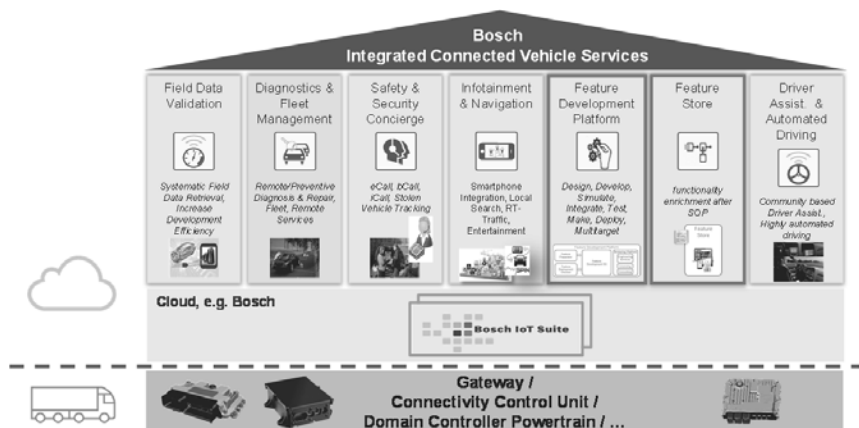 Bosch
Integrated Connected Vehicle Services
Field Data
Validation
Systematic Field
Data Retrieval,
Increase
Development
Efficiency
Diagnostics &
Fleet
Management
Remote/Preventive
Diagnosis & Repair,
Fleet, Remote
Services
Safety &
Security
Concierge
eCall, bCall,
iCall, Stolen
Vehicle Tracking
Infotainment
& Navigation
Smartphone
Integration, Local
Search, RT-
Traffic,
Entertainment
Feature
Development
Platform
Design, Develop,
Simulate,
Integrate, Test,
Make, Deploy,
Multitarget
Feature
Store
functionality
enrichment after
SOP
Feature
Store
Driver
Assist. &
Automated
Driving
Community based
Driver Assist.,
Highly automated
driving
Cloud, e.g. Bosch
Bosch IoT Suite
Gateway /
Connectivity Control Unit /
Domain Controller Powertrain / ...